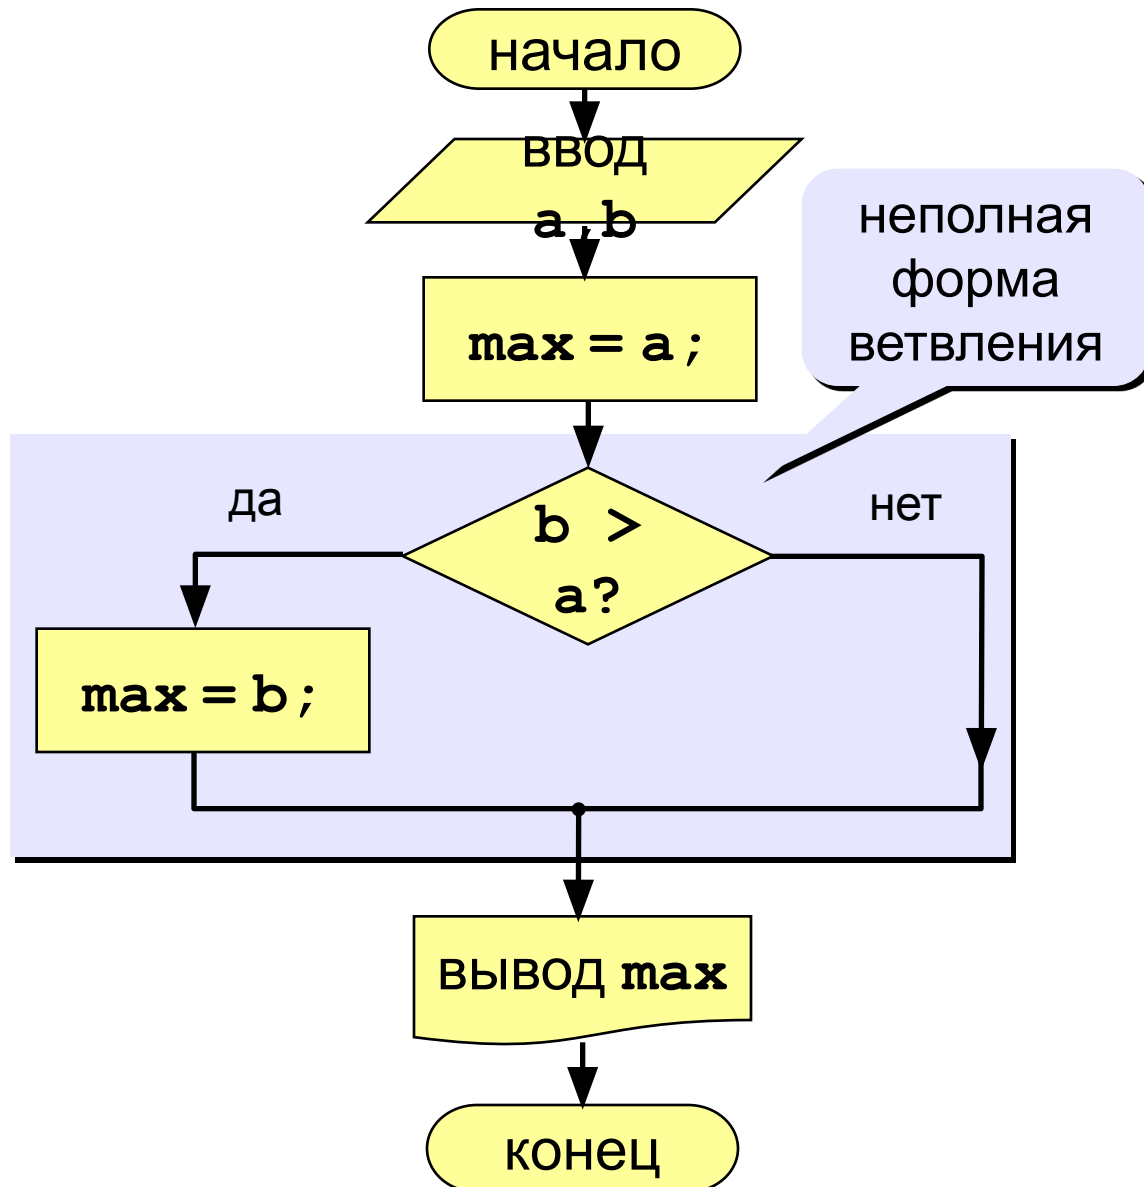 начало
ввод
a,b
неполная
форма
ветвления
max = a;
да
нет
b >
a?
max = b;
вывод max
конец